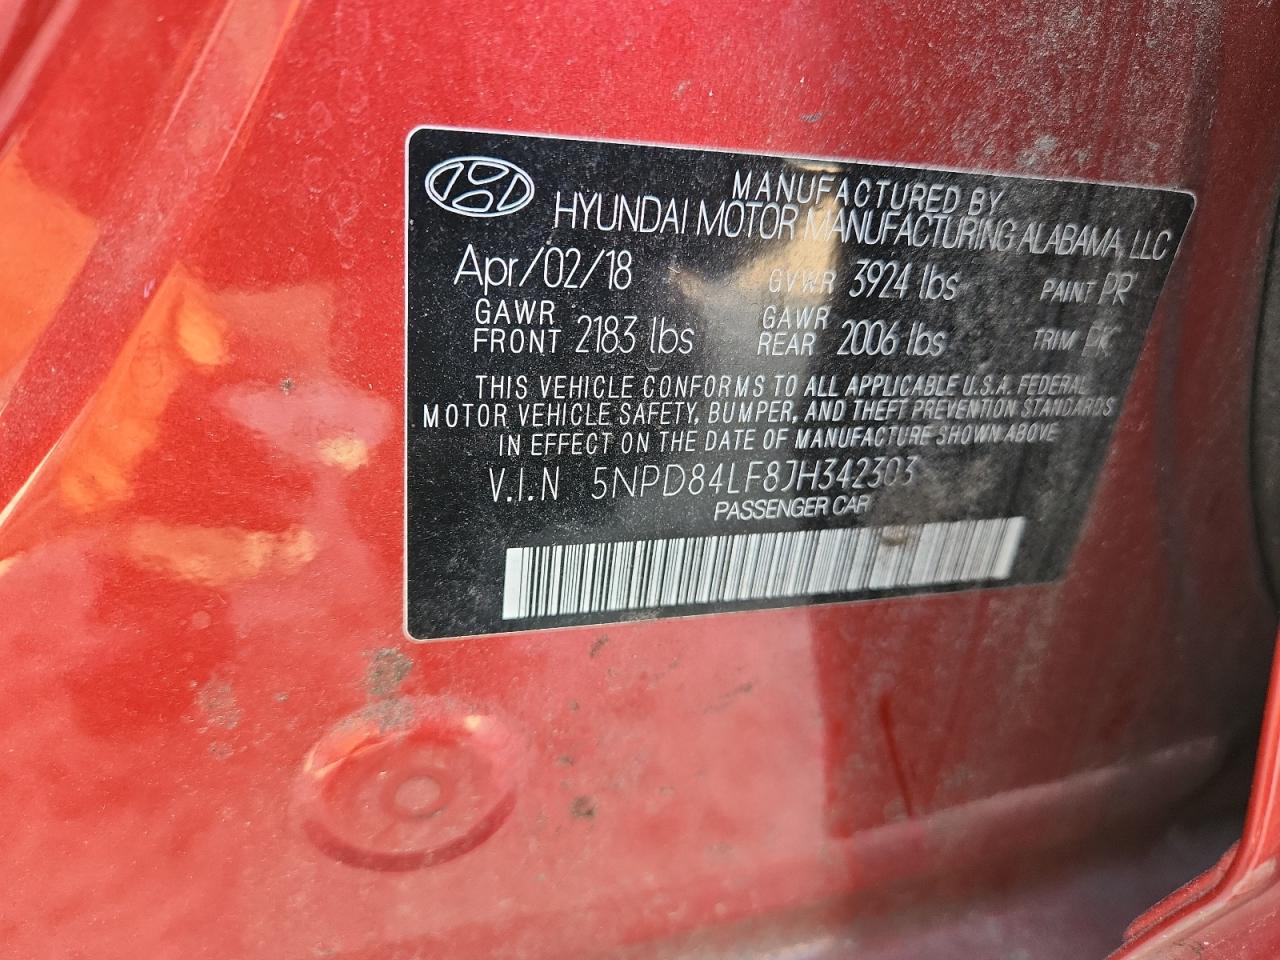 MANUFACTURED BY
HYUNDAI MOTOR MANUFACTURING ALABAMA, LLC
Apr/02/18 GVWR 3924 lbs PAINT PR
GAWR FRONT 2183 lbs GAWR REAR 2006 lbs TRIM
THIS VEHICLE CONFORMS TO ALL APPLICABLE U.S.A. FEDERAL
MOTOR VEHICLE SAFETY, BUMPER, AND THEFT PREVENTION STANDARDS
IN EFFECT ON THE DATE OF MANUFACTURE SHOWN ABOVE
V.I.N 5NPD84LF8JH342303
PASSENGER CAR